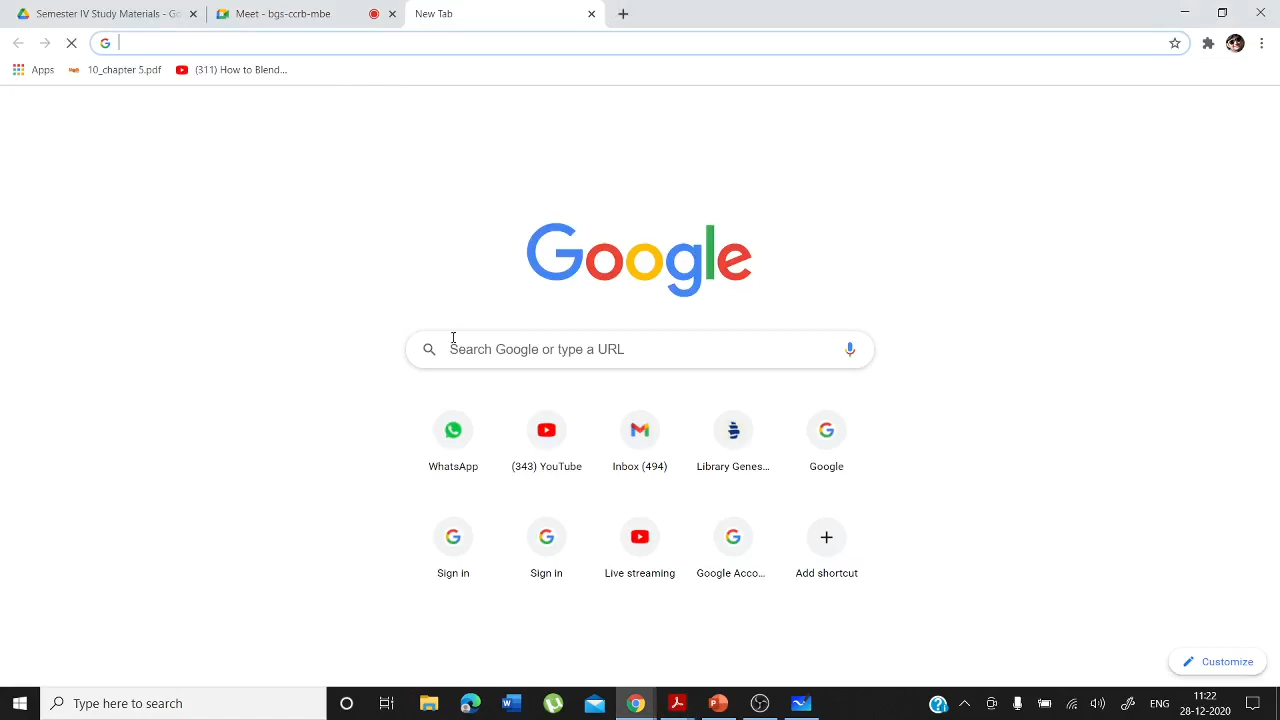 Semester IV Study Materials - Go
Meet - bgs-ccrb-mbe
New Tab
Apps
10_chapter 5.pdf
(311) How to Blend...
Google
Search Google or type a URL
WhatsApp
(343) YouTube
Inbox (494)
Library Genes...
Google
Sign in
Sign in
Live streaming
Google Acco...
Add shortcut
Customize
Type here to search
ENG
11:22
28-12-2020